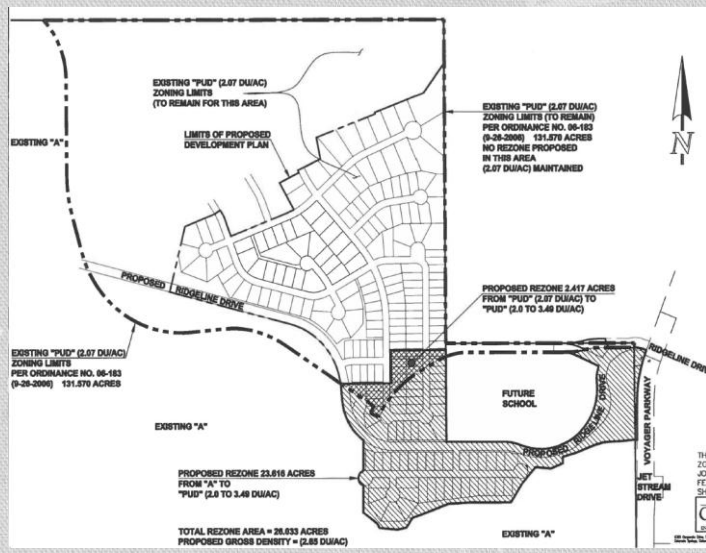 EXISTING "PUD" (2.07 DU/AC)
ZONING LIMITS
(TO REMAIN FOR THIS AREA)
LIMITS OF PROPOSED
DEVELOPMENT PLAN
EXISTING "A"
EXISTING "PUD" (2.07 DU/AC)
ZONING LIMITS (TO REMAIN)
PER ORDINANCE NO. 06-183
(9-26-2006) 131.570 ACRES
NO REZONE PROPOSED
IN THIS AREA
(2.07 DU/AC) MAINTAINED
N
PROPOSED RIDGELINE DRIVE
PROPOSED REZONE 2.417 ACRES
FROM "PUD" (2.07 DU/AC) TO
"PUD" (2.0 TO 3.49 DU/AC)
EXISTING "PUD" (2.07 DU/AC)
ZONING LIMITS
PER ORDINANCE NO. 06-183
(9-26-2006) 131.570 ACRES
RIDGELINE DRIVE
FUTURE
SCHOOL
PROPOSED RIDGELINE DRIVE
VOYAGER PARKWAY
EXISTING "A"
PROPOSED REZONE 23.616 ACRES
FROM "A" TO
"PUD" (2.0 TO 3.49 DU/AC)
JET
STREAM
DRIVE
TOTAL REZONE AREA = 26.033 ACRES
PROPOSED GROSS DENSITY = (2.85 DU/AC)
EXISTING "A"
TH
ZO
JO
FE
SH